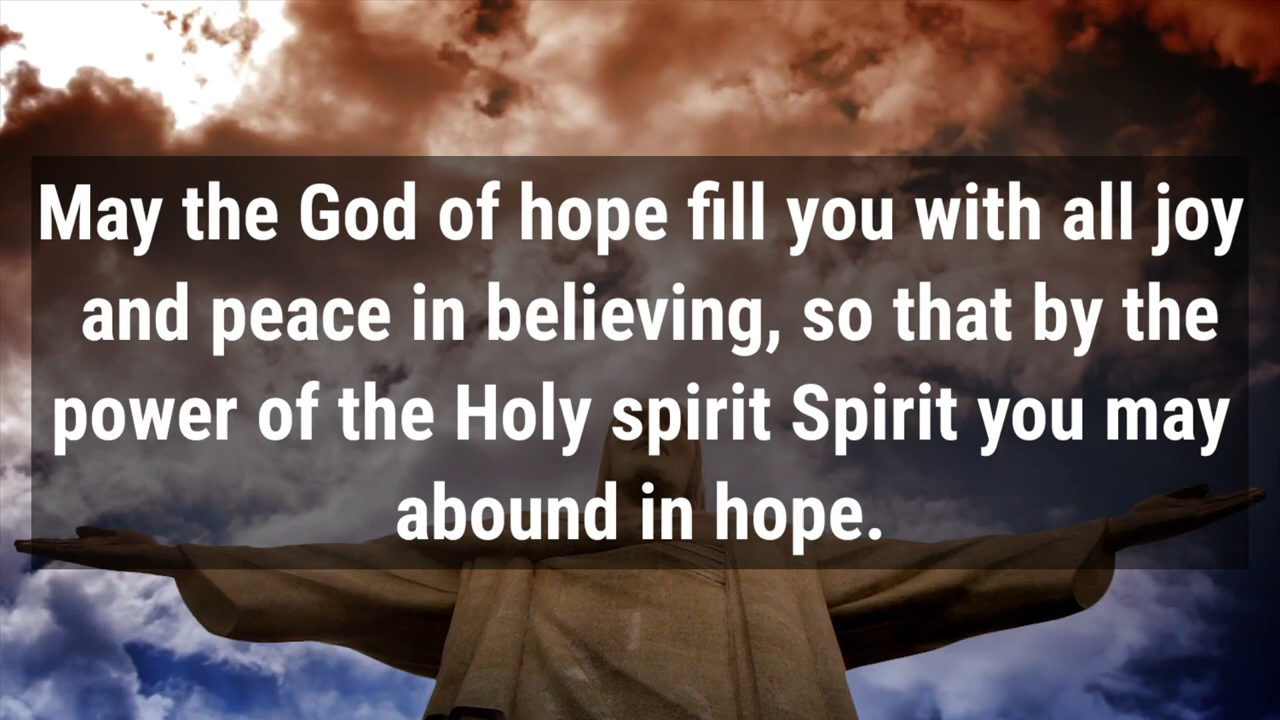 May the God of hope fill you with all joy
and peace in believing, so that by the
power of the Holy spirit Spirit you may
abound in hope.